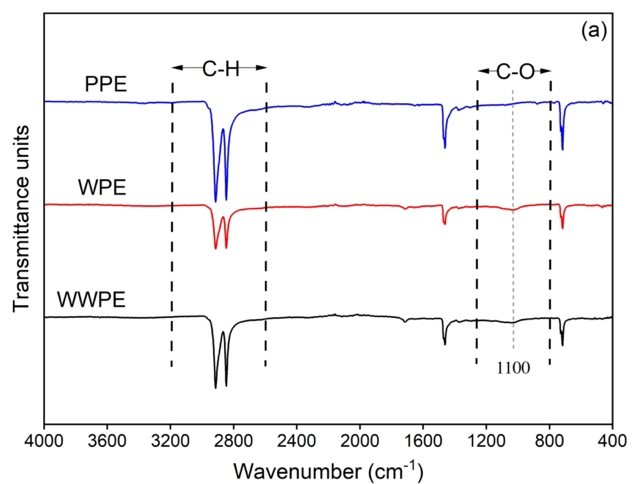 (a)
C-H
C-O
PPE
WPE
WWPE
1100
Transmittance units
4000 3600 3200 2800 2400 2000 1600 1200 800 400
Wavenumber (cm⁻¹)